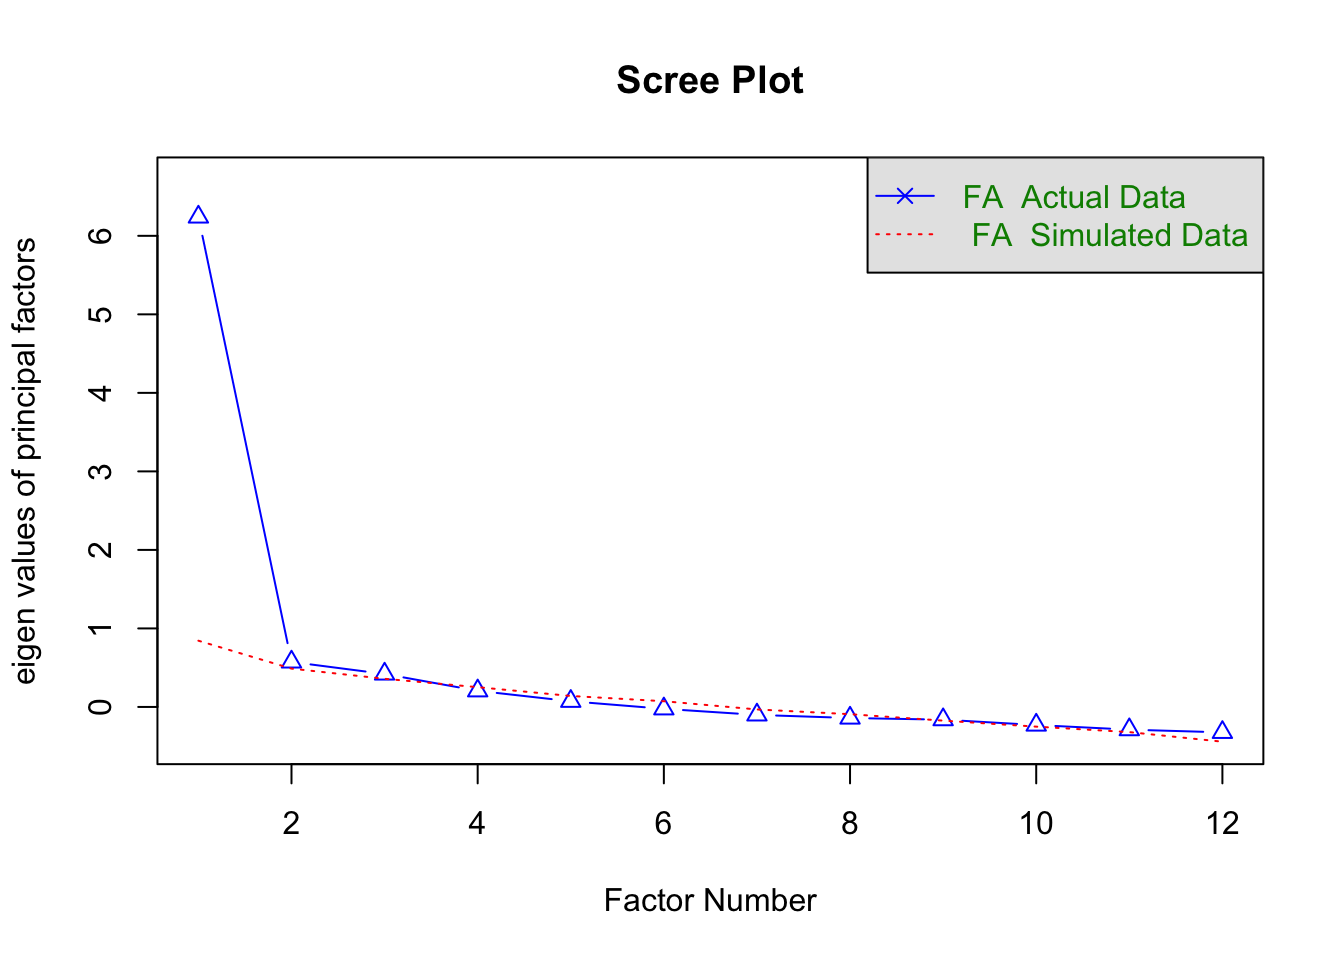 Scree Plot
FA Actual Data
FA Simulated Data
eigen values of principal factors
6
5
4
3
2
1
0
2 4 6 8 10 12
Factor Number